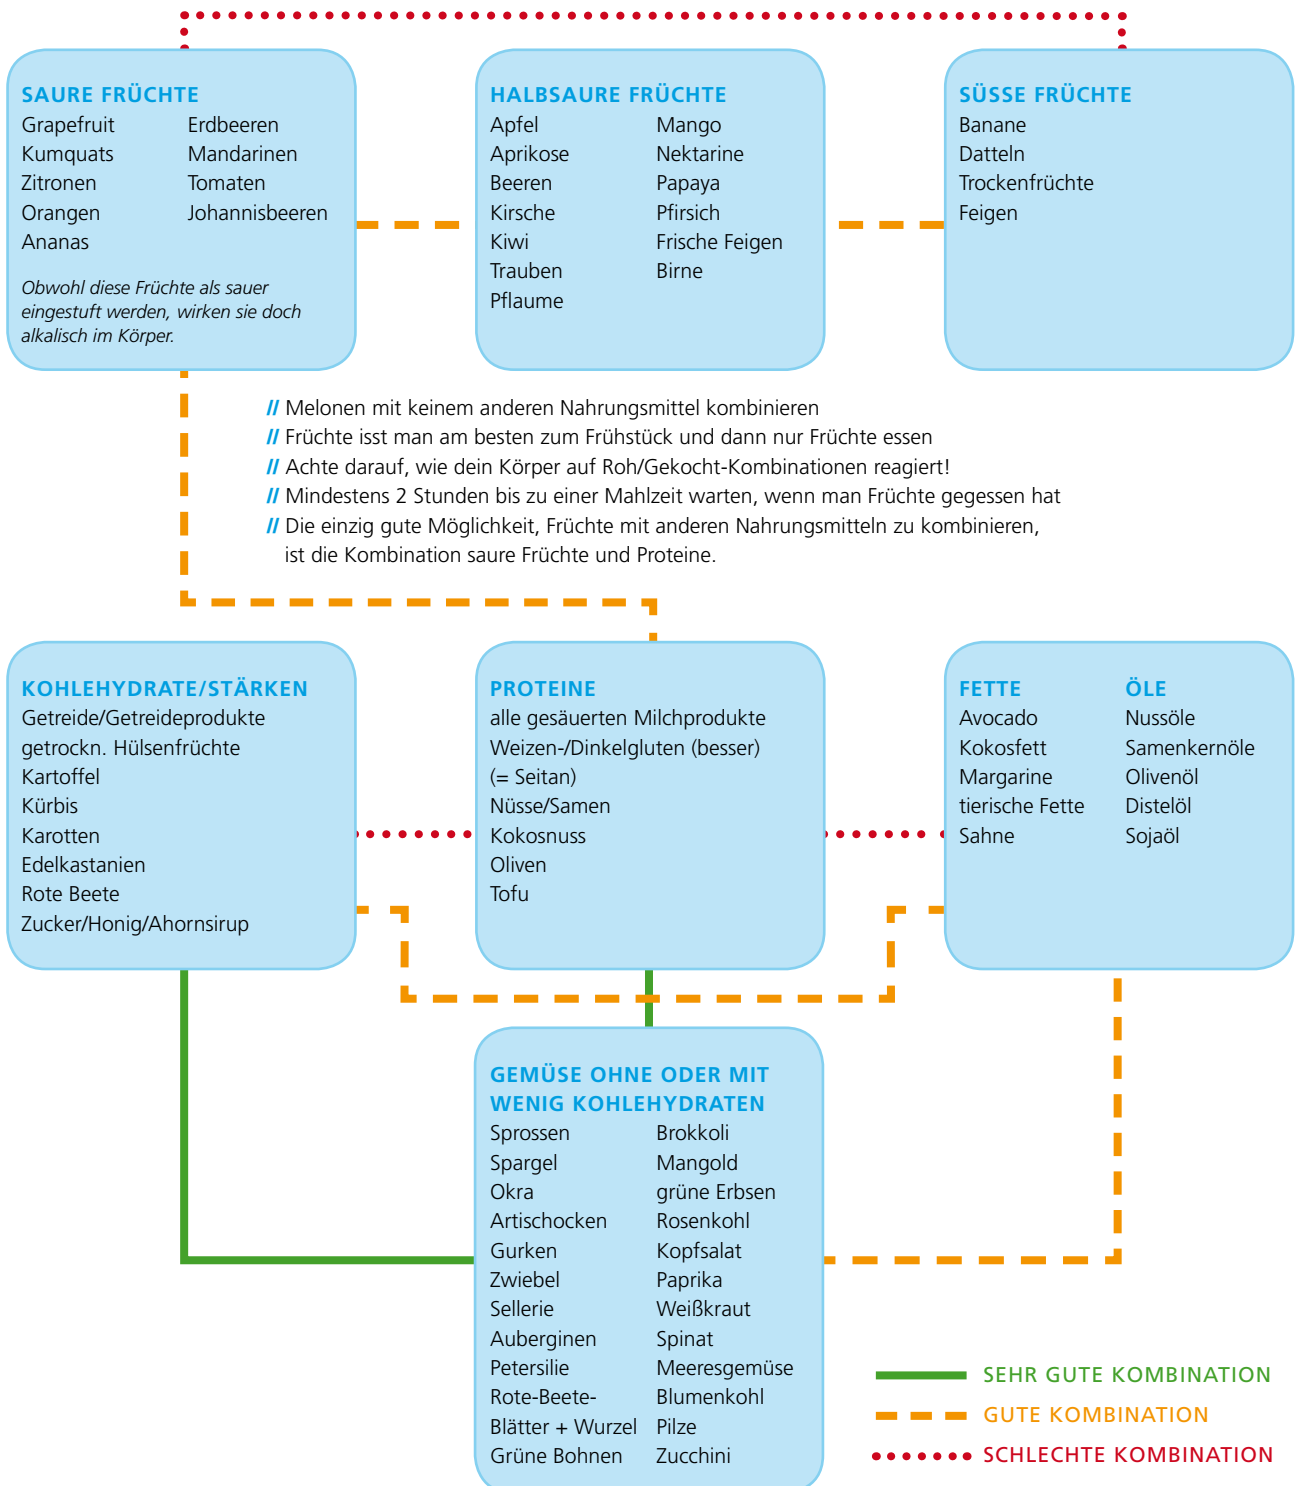 SAURE FRÜCHTE
Grapefruit
Kumquats
Zitronen
Orangen
Ananas
Erdbeeren
Mandarinen
Tomaten
Johannisbeeren
Obwohl diese Früchte als sauer
eingestuft werden, wirken sie doch
alkalisch im Körper.
HALBSAURE FRÜCHTE
Apfel
Aprikose
Beeren
Kirsche
Kiwi
Trauben
Pflaume
Mango
Nektarine
Papaya
Pfirsich
Frische Feigen
Birne
SÜSSE FRÜCHTE
Banane
Datteln
Trockenfrüchte
Feigen
// Melonen mit keinem anderen Nahrungsmittel kombinieren
// Früchte isst man am besten zum Frühstück und dann nur Früchte essen
// Achte darauf, wie dein Körper auf Roh/Gekocht-Kombinationen reagiert!
// Mindestens 2 Stunden bis zu einer Mahlzeit warten, wenn man Früchte gegessen hat
// Die einzig gute Möglichkeit, Früchte mit anderen Nahrungsmitteln zu kombinieren,
ist die Kombination saure Früchte und Proteine.
KOHLEHYDRATE/STÄRKEN
Getreide/Getreideprodukte
getrockn. Hülsenfrüchte
Kartoffel
Kürbis
Karotten
Edelkastanien
Rote Beete
Zucker/Honig/Ahornsirup
PROTEINE
alle gesäuerten Milchprodukte
Weizen-/Dinkelgluten (besser)
(= Seitan)
Nüsse/Samen
Kokosnuss
Oliven
Tofu
FETTE
Avocado
Kokosfett
Margarine
tierische Fette
Sahne
ÖLE
Nussöle
Samenkernöle
Olivenöl
Distelöl
Sojaöl
GEMÜSE OHNE ODER MIT
WENIG KOHLEHYDRATEN
Sprossen
Spargel
Okra
Artischocken
Gurken
Zwiebel
Sellerie
Auberginen
Petersilie
Rote-Beete-
Blätter + Wurzel
Grüne Bohnen
Brokkoli
Mangold
grüne Erbsen
Rosenkohl
Kopfsalat
Paprika
Weißkraut
Spinat
Meeresgemüse
Blumenkohl
Pilze
Zucchini
SEHR GUTE KOMBINATION
GUTE KOMBINATION
SCHLECHTE KOMBINATION